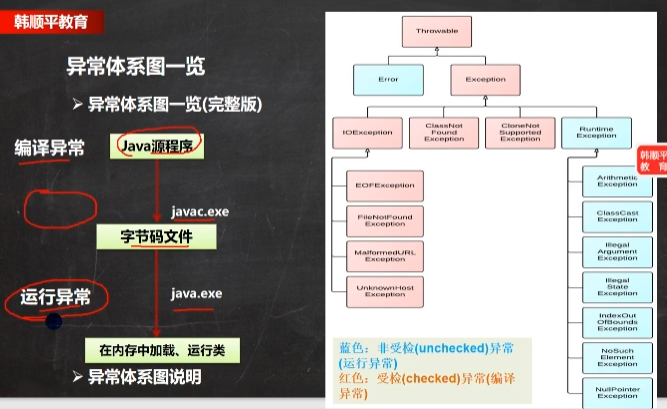 韩顺平教育
异常体系图一览
➢ 异常体系图一览(完整版)
编译异常
Java源程序
javac.exe
字节码文件
运行异常
java.exe
在内存中加载、运行类
➢ 异常体系图说明
Throwable
Error
Exception
IOException
ClassNot
Found
Exception
CloneNot
Supported
Exception
Runtime
Exception
EOFException
FileNotFound
Exception
MalformedURL
Exception
UnknownHost
Exception
Arithmetic
Exception
ClassCast
Exception
Illegal
Argument
Exception
Illegal
State
Exception
IndexOut
OfBounds
Exception
NoSuch
Element
Exception
NullPointer
Exception
韩顺平
教 育
蓝色：非受检(unchecked)异常
(运行异常)
红色：受检(checked)异常(编译
异常)